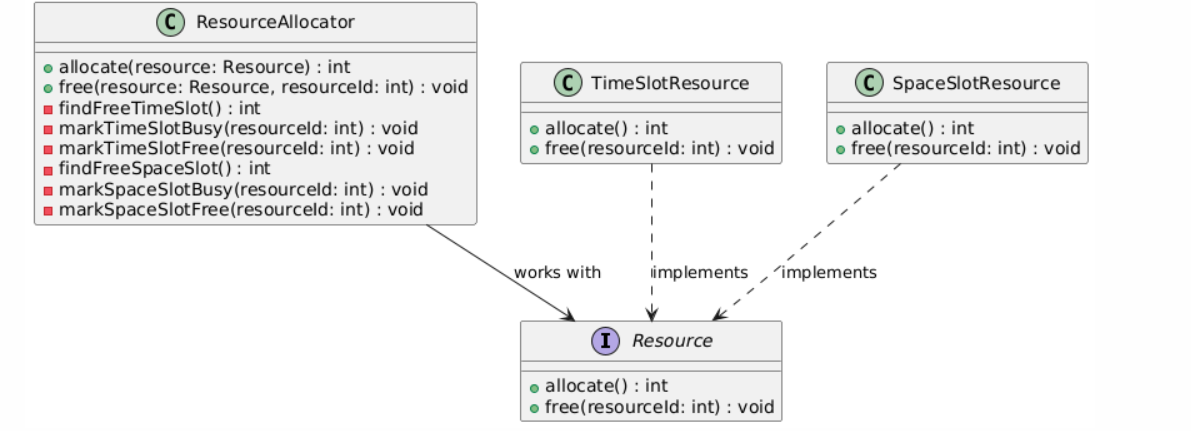 C ResourceAllocator
allocate(resource: Resource) : int
free(resource: Resource, resourceId: int) : void
findFreeTimeSlot() : int
markTimeSlotBusy(resourceId: int) : void
markTimeSlotFree(resourceId: int) : void
findFreeSpaceSlot() : int
markSpaceSlotBusy(resourceId: int) : void
markSpaceSlotFree(resourceId: int) : void
C TimeSlotResource
allocate() : int
free(resourceId: int) : void
C SpaceSlotResource
allocate() : int
free(resourceId: int) : void
works with
implements
implements
I Resource
allocate() : int
free(resourceId: int) : void